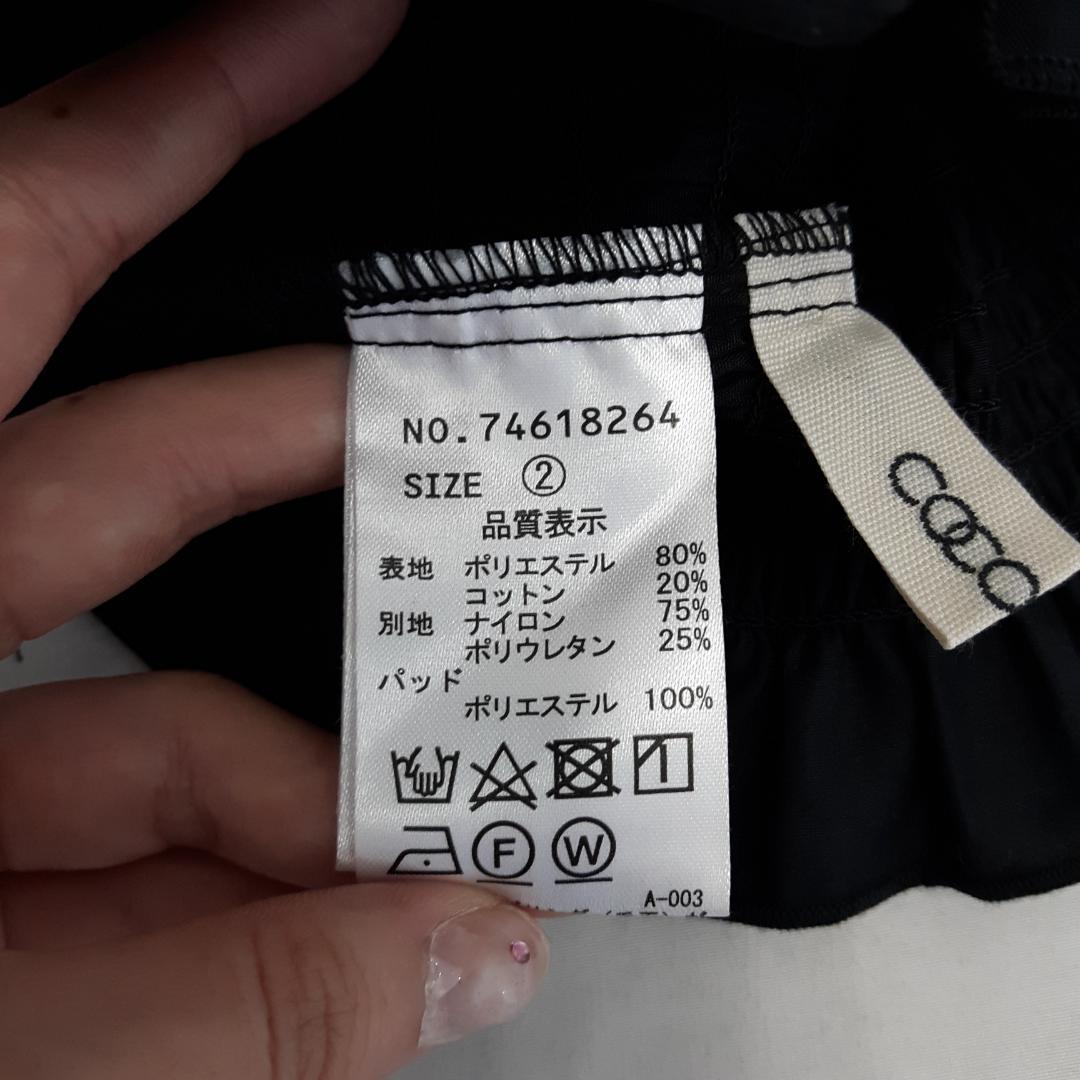 NO.74618264
SIZE ②
品質表示
表地 ポリエステル 80%
コットン 20%
別地 ナイロン 75%
ポリウレタン 25%
パッド
ポリエステル 100%
F W
A-003
COCO